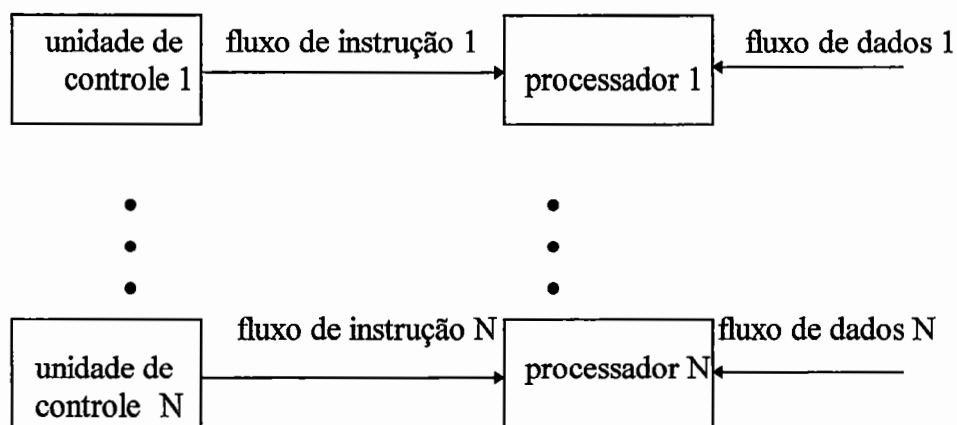 unidade de
controle 1
fluxo de instrução 1
processador 1
fluxo de dados 1
unidade de
controle N
fluxo de instrução N
processador N
fluxo de dados N